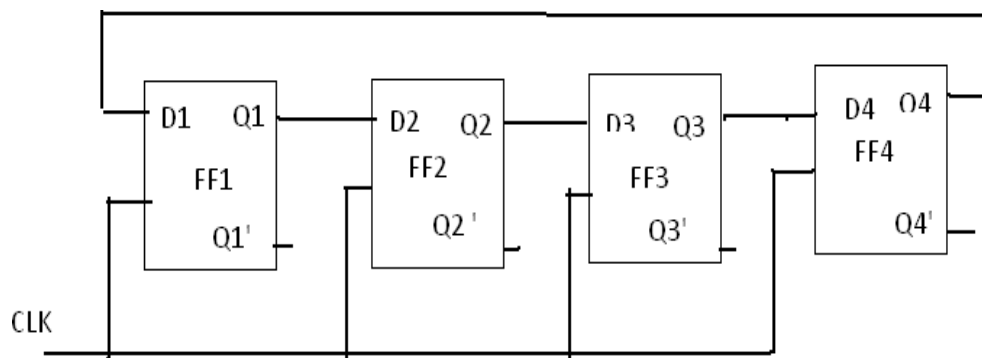 D1 Q1 D2 Q2 D3 Q3 D4 Q4
FF1 FF2 FF3 FF4
Q1' Q2' Q3' Q4'
CLK